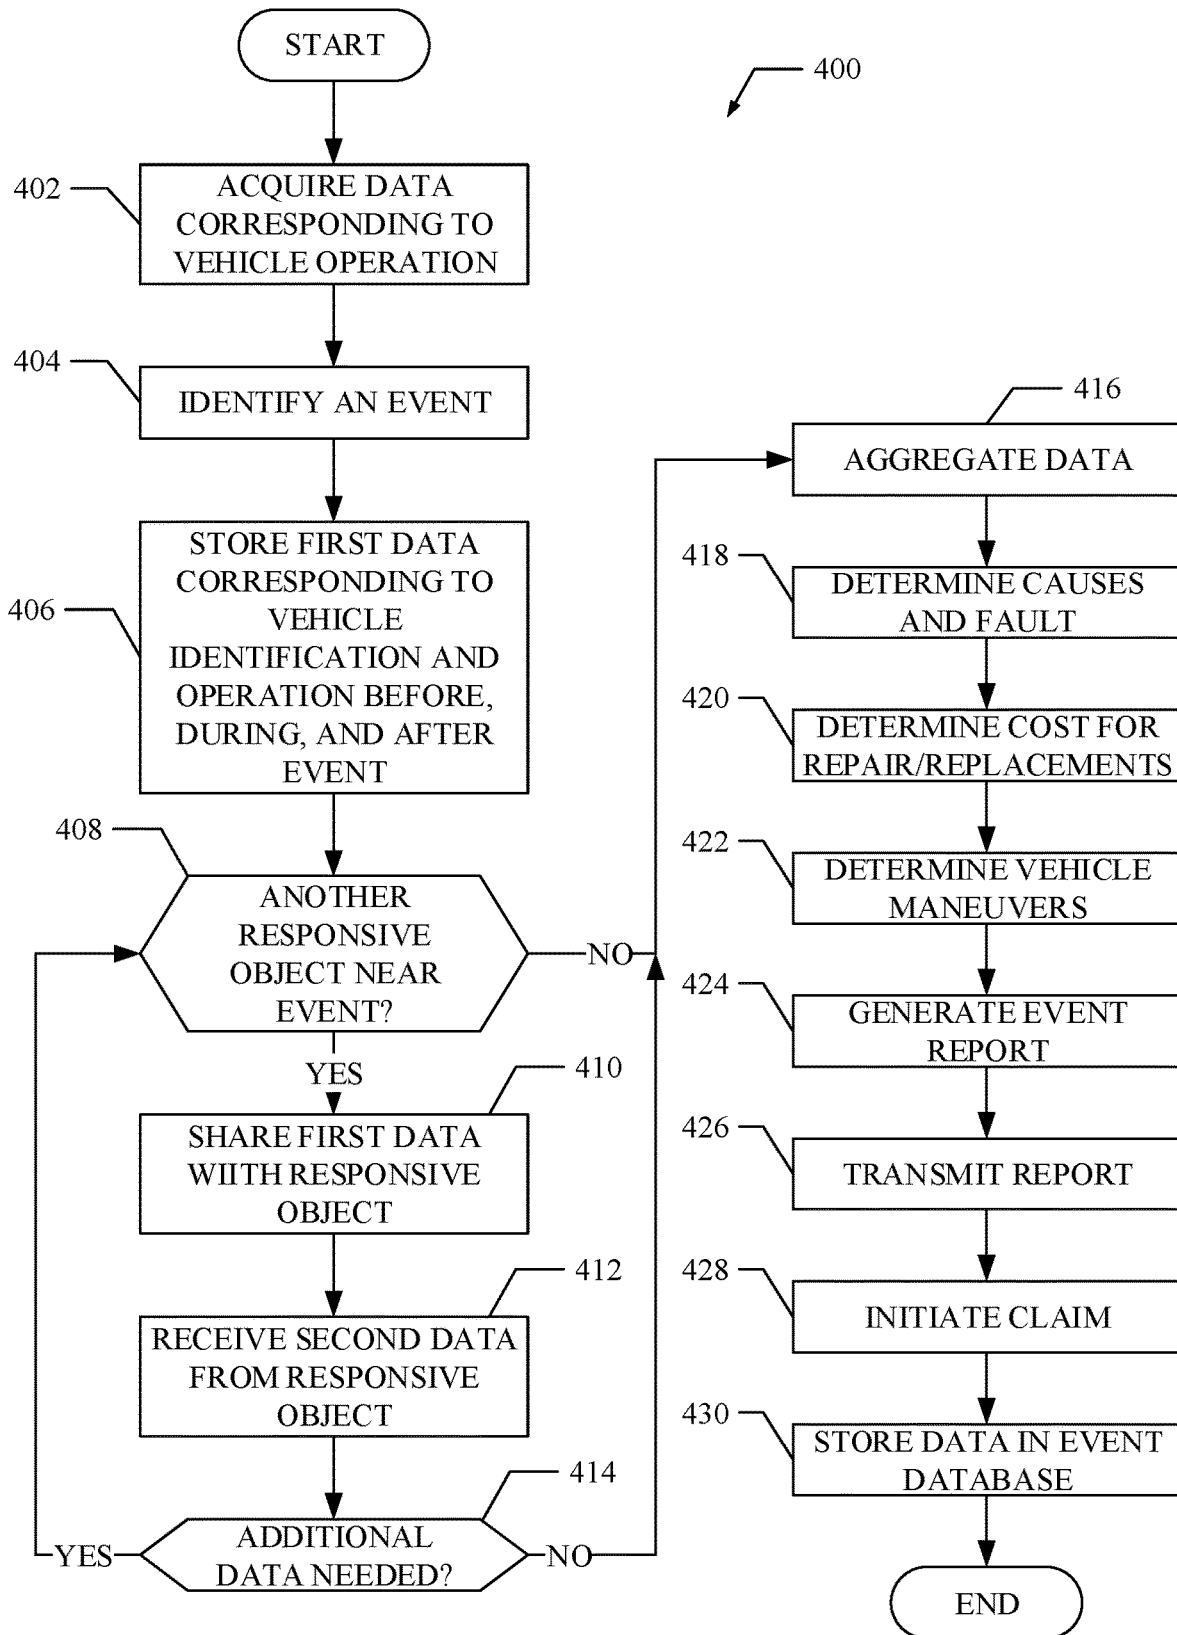 START
400
402
ACQUIRE DATA
CORRESPONDING TO
VEHICLE OPERATION
404
IDENTIFY AN EVENT
406
STORE FIRST DATA
CORRESPONDING TO
VEHICLE
IDENTIFICATION AND
OPERATION BEFORE,
DURING, AND AFTER
EVENT
408
ANOTHER
RESPONSIVE
OBJECT NEAR
EVENT?
NO
YES
410
SHARE FIRST DATA
WIITH RESPONSIVE
OBJECT
412
RECEIVE SECOND DATA
FROM RESPONSIVE
OBJECT
414
ADDITIONAL
DATA NEEDED?
YES
NO
416
AGGREGATE DATA
418
DETERMINE CAUSES
AND FAULT
420
DETERMINE COST FOR
REPAIR/REPLACEMENTS
422
DETERMINE VEHICLE
MANEUVERS
424
GENERATE EVENT
REPORT
426
TRANSMIT REPORT
428
INITIATE CLAIM
430
STORE DATA IN EVENT
DATABASE
END